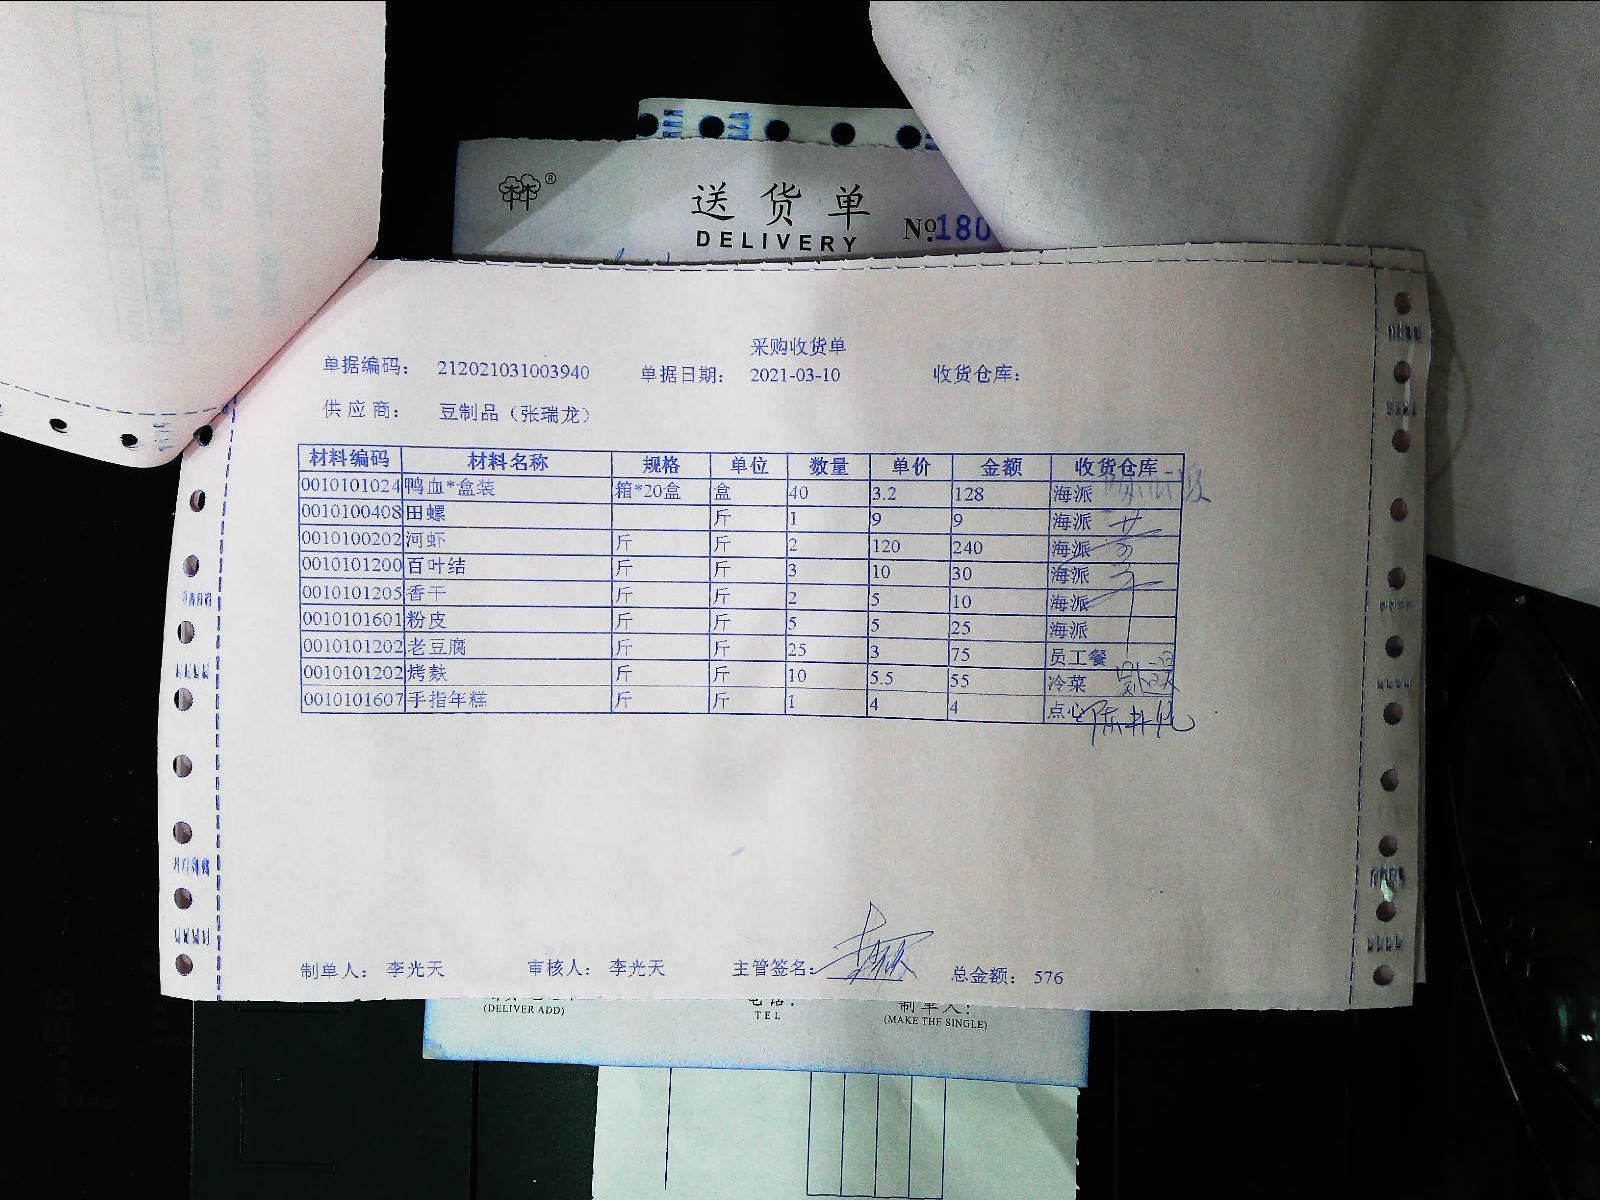 送货单
DELIVERY
№180
采购收货单
单据编码: 212021031003940 单据日期: 2021-03-10 收货仓库:
供应商: 豆制品（张瑞龙）
材料编码 材料名称 规格 单位 数量 单价 金额 收货仓库
0010101024 鸭血*盒装 箱*20盒 盒 40 3.2 128 海派
0010100408 田螺 斤 1 9 9 海派
0010100202 河虾 斤 斤 2 120 240 海派
0010101200 百叶结 斤 斤 3 10 30 海派
0010101205 香干 斤 斤 2 5 10 海派
0010101601 粉皮 斤 斤 5 5 25 海派
0010101202 老豆腐 斤 斤 25 3 75 员工餐
0010101202 烤麸 斤 斤 10 5.5 55 冷菜
0010101607 手指年糕 斤 斤 1 4 4 点心
制单人: 李光天 审核人: 李光天 主管签名: 总金额: 576
电话: 制单人:
(DELIVER ADD) TEL (MAKE THE SINGLE)